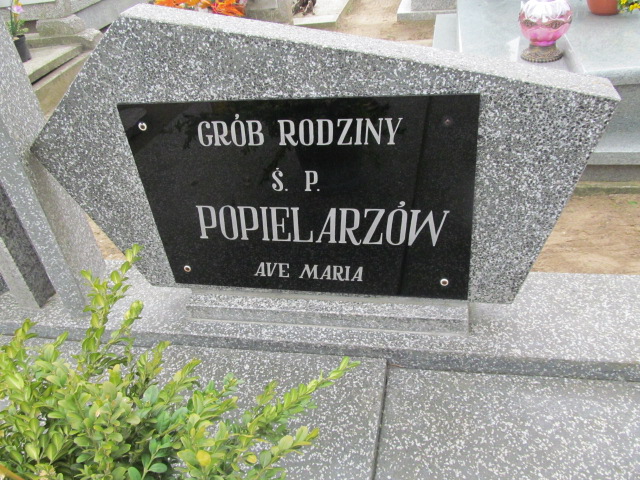 GRÓB RODZINY
Ś. P.
POPIELARZÓW
AVE MARIA